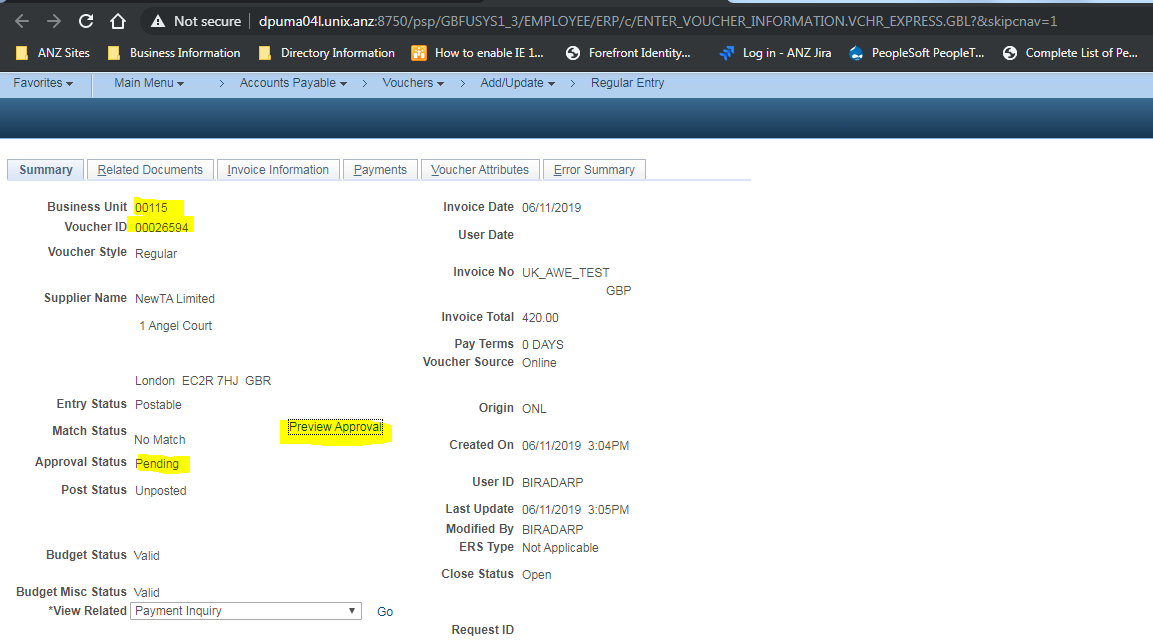 Not secure | dpuma04l.unix.anz:8750/psp/GBFUSYS1_3/EMPLOYEE/ERP/c/ENTER_VOUCHER_INFORMATION.VCHR_EXPRESS.GBL?&skipcnav=1
ANZ Sites Business Information Directory Information How to enable IE 1... Forefront Identity... Log in - ANZ Jira PeopleSoft PeopleT... Complete List of Pe...
Favorites Main Menu > Accounts Payable > Vouchers > Add/Update > Regular Entry
Summary Related Documents Invoice Information Payments Voucher Attributes Error Summary
Business Unit 00115
Voucher ID 00026594
Voucher Style Regular
Supplier Name NewTA Limited
1 Angel Court
London EC2R 7HJ GBR
Entry Status Postable
Match Status No Match
Preview Approval
Approval Status Pending
Post Status Unposted
Budget Status Valid
Budget Misc Status Valid
*View Related Payment Inquiry Go
Invoice Date 06/11/2019
User Date
Invoice No UK_AWE_TEST
GBP
Invoice Total 420.00
Pay Terms 0 DAYS
Voucher Source Online
Origin ONL
Created On 06/11/2019 3:04PM
User ID BIRADARP
Last Update 06/11/2019 3:05PM
Modified By BIRADARP
ERS Type Not Applicable
Close Status Open
Request ID